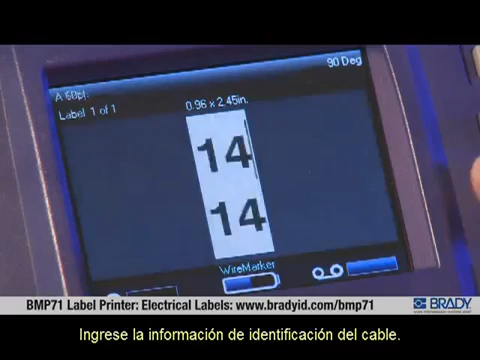 90 Deg
A 60pt.
Label 1 of 1
0.96 x 2.45in.
14
14
WireMarker
BMP71 Label Printer: Electrical Labels: www.bradyid.com/bmp71
BRADY
Ingrese la información de identificación del cable.